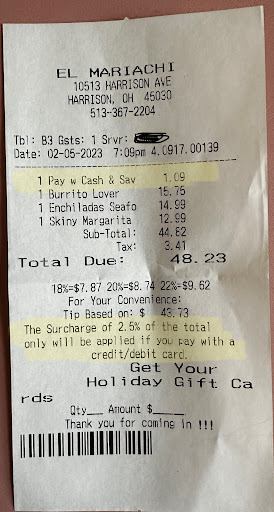 EL MARIACHI
10513 HARRISON AVE
HARRISON, OH 45030
513-367-2204
Tbl: B3 Gsts: 1 Srvr:
Date: 02-05-2023 7:09pm 4.0917.00139
1 Pay w Cash & Sav 1.09
1 Burrito Lover 15.75
1 Enchiladas Seafo 14.99
1 Skiny Margarita 12.99
Sub-Total: 44.82
Tax: 3.41
Total Due: 48.23
18%=$7.87 20%=$8.74 22%=$9.62
For Your Convenience:
Tip Based on: $ 43.73
The Surcharge of 2.5% of the total
only will be applied if you pay with a
credit/debit card.
Get Your
Holiday Gift Ca
rds
Qty___ Amount $_____
Thank you for coming in !!!